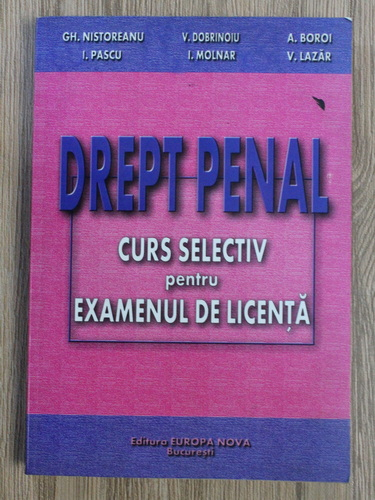 GH. NISTOREANU V. DOBRINOIU A. BOROI
I. PASCU I. MOLNAR V. LAZĂR
DREPT PENAL
CURS SELECTIV
pentru
EXAMENUL DE LICENȚĂ
Editura EUROPA NOVA
București